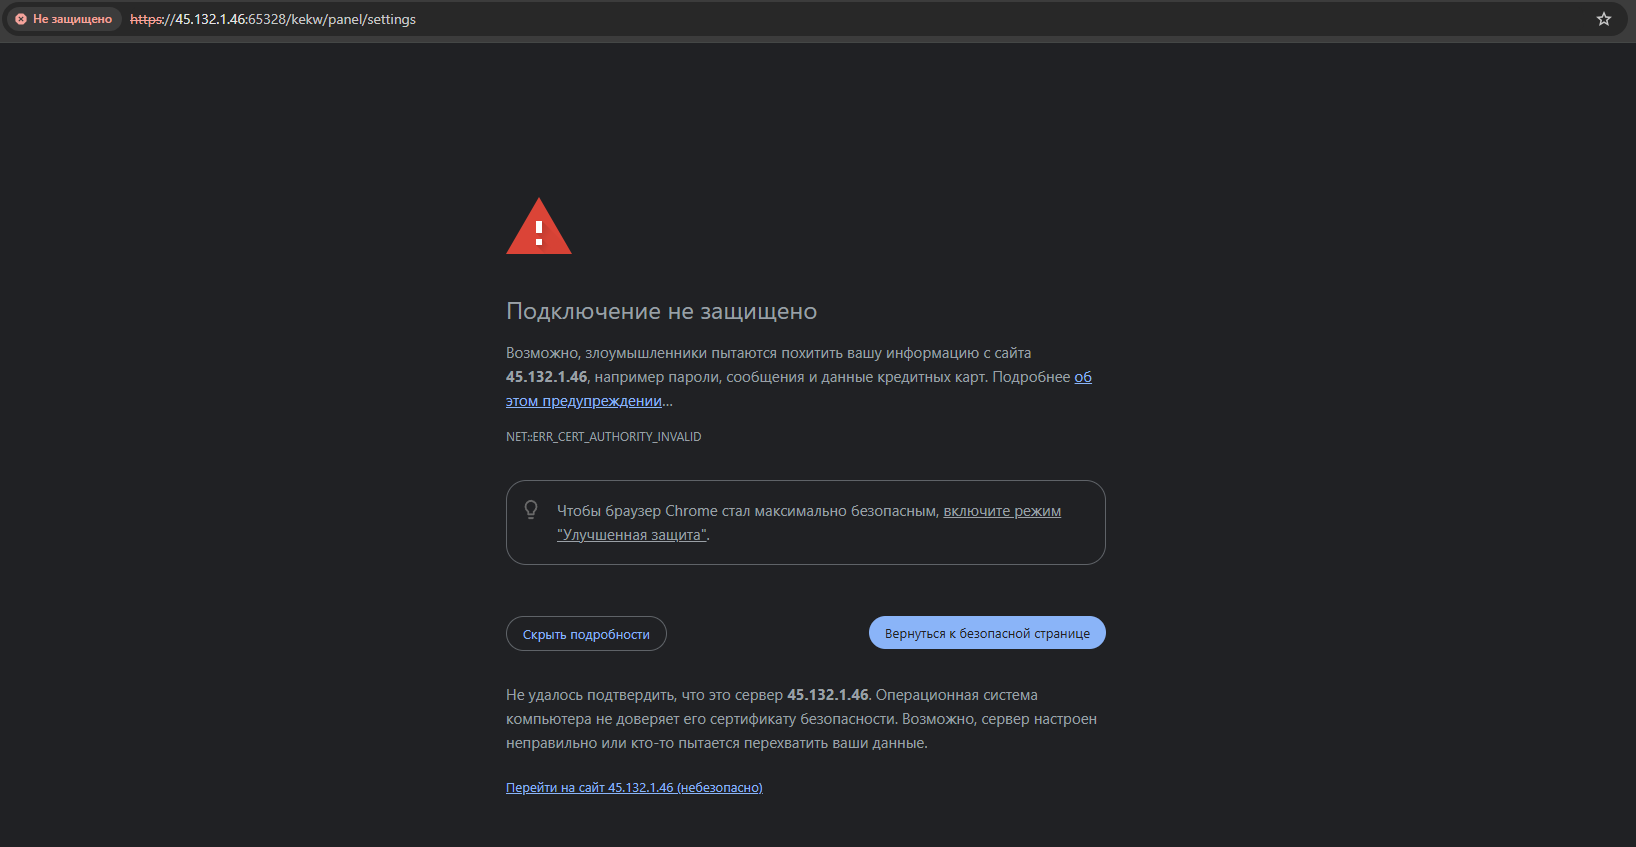 Не защищено https://45.132.1.46:65328/kekw/panel/settings
Подключение не защищено
Возможно, злоумышленники пытаются похитить вашу информацию с сайта
45.132.1.46, например пароли, сообщения и данные кредитных карт. Подробнее об
этом предупреждении...
NET::ERR_CERT_AUTHORITY_INVALID
Чтобы браузер Chrome стал максимально безопасным, включите режим
"Улучшенная защита".
Скрыть подробности
Вернуться к безопасной странице
Не удалось подтвердить, что это сервер 45.132.1.46. Операционная система
компьютера не доверяет его сертификату безопасности. Возможно, сервер настроен
неправильно или кто-то пытается перехватить ваши данные.
Перейти на сайт 45.132.1.46 (небезопасно)